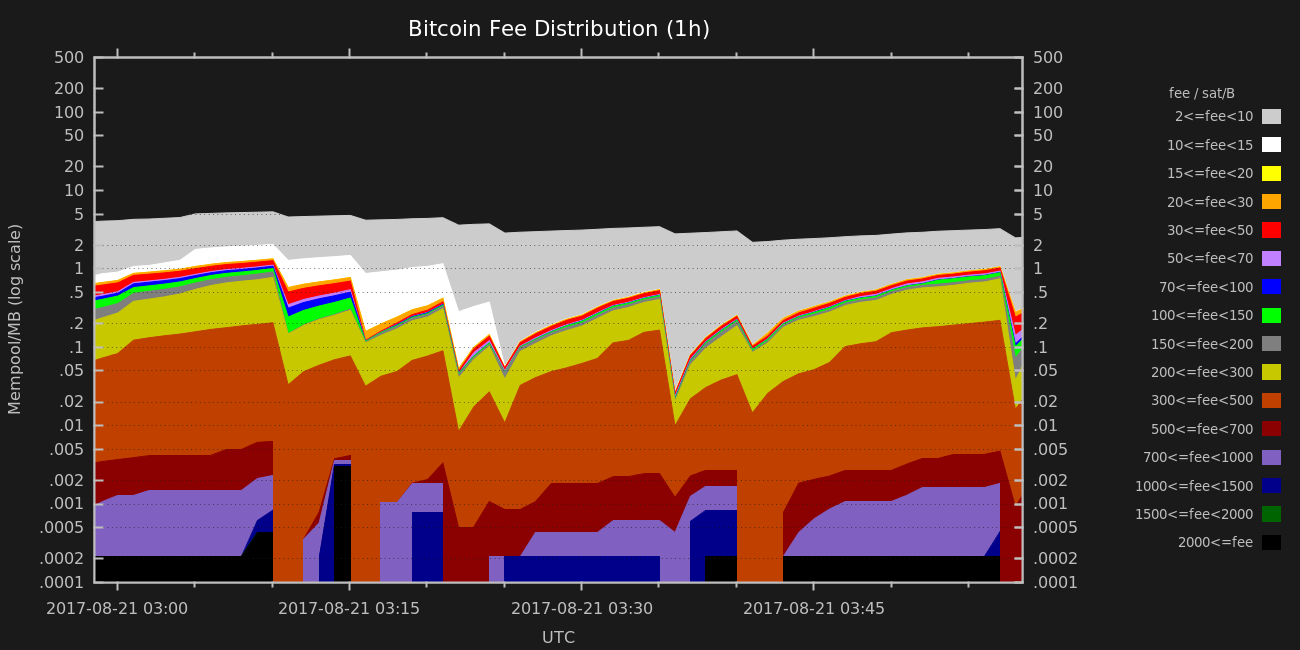 Bitcoin Fee Distribution (1h)
Mempool/MB (log scale)
500
200
100
50
20
10
5
2
1
.5
.2
.1
.05
.02
.01
.005
.002
.001
.0005
.0002
.0001
500
200
100
50
20
10
5
2
1
.5
.2
.1
.05
.02
.01
.005
.002
.001
.0005
.0002
.0001
fee / sat/B
2<=fee<10
10<=fee<15
15<=fee<20
20<=fee<30
30<=fee<50
50<=fee<70
70<=fee<100
100<=fee<150
150<=fee<200
200<=fee<300
300<=fee<500
500<=fee<700
700<=fee<1000
1000<=fee<1500
1500<=fee<2000
2000<=fee
2017-08-21 03:00 2017-08-21 03:15 2017-08-21 03:30 2017-08-21 03:45
UTC